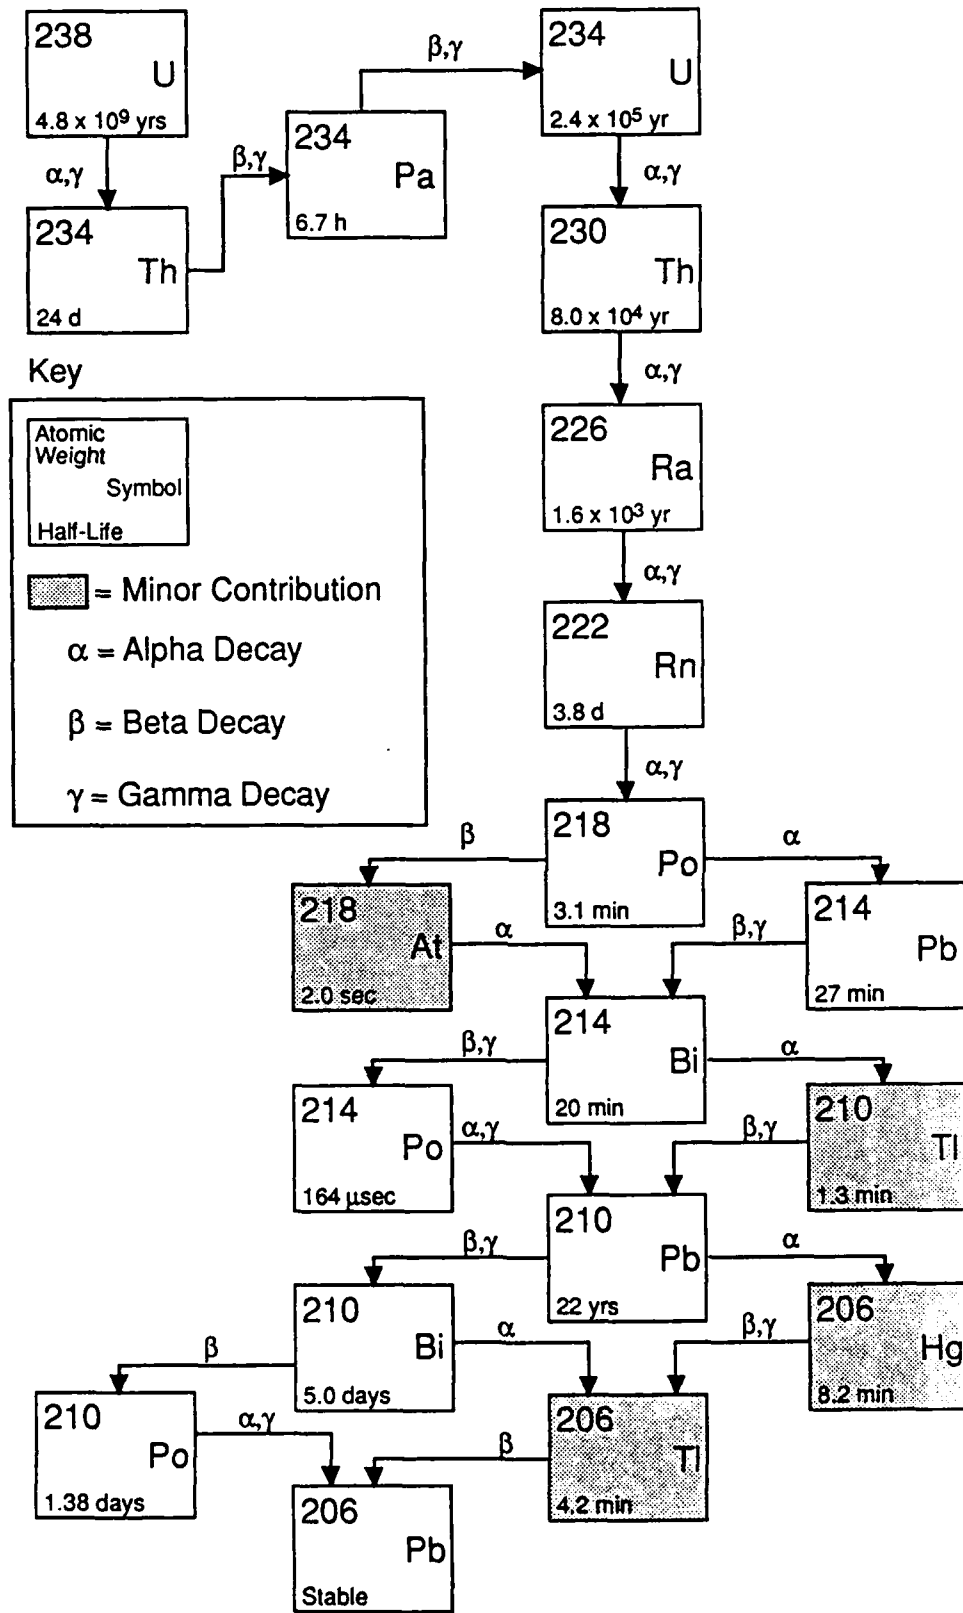 238
U
4.8 x 10⁹ yrs
α,γ
234
Th
24 d
β,γ
234
Pa
6.7 h
β,γ
234
U
2.4 x 10⁵ yr
α,γ
230
Th
8.0 x 10⁴ yr
α,γ
226
Ra
1.6 x 10³ yr
α,γ
222
Rn
3.8 d
α,γ
Key
Atomic
Weight
Symbol
Half-Life
= Minor Contribution
α = Alpha Decay
β = Beta Decay
γ = Gamma Decay
218
Po
3.1 min
β
α
218
At
2.0 sec
α
214
Pb
27 min
β,γ
214
Bi
20 min
β,γ
α
214
Po
164 μsec
α,γ
210
Tl
1.3 min
β,γ
210
Pb
22 yrs
β,γ
α
210
Bi
5.0 days
β
α
206
Hg
8.2 min
β,γ
210
Po
1.38 days
α,γ
206
Tl
4.2 min
β
206
Pb
Stable